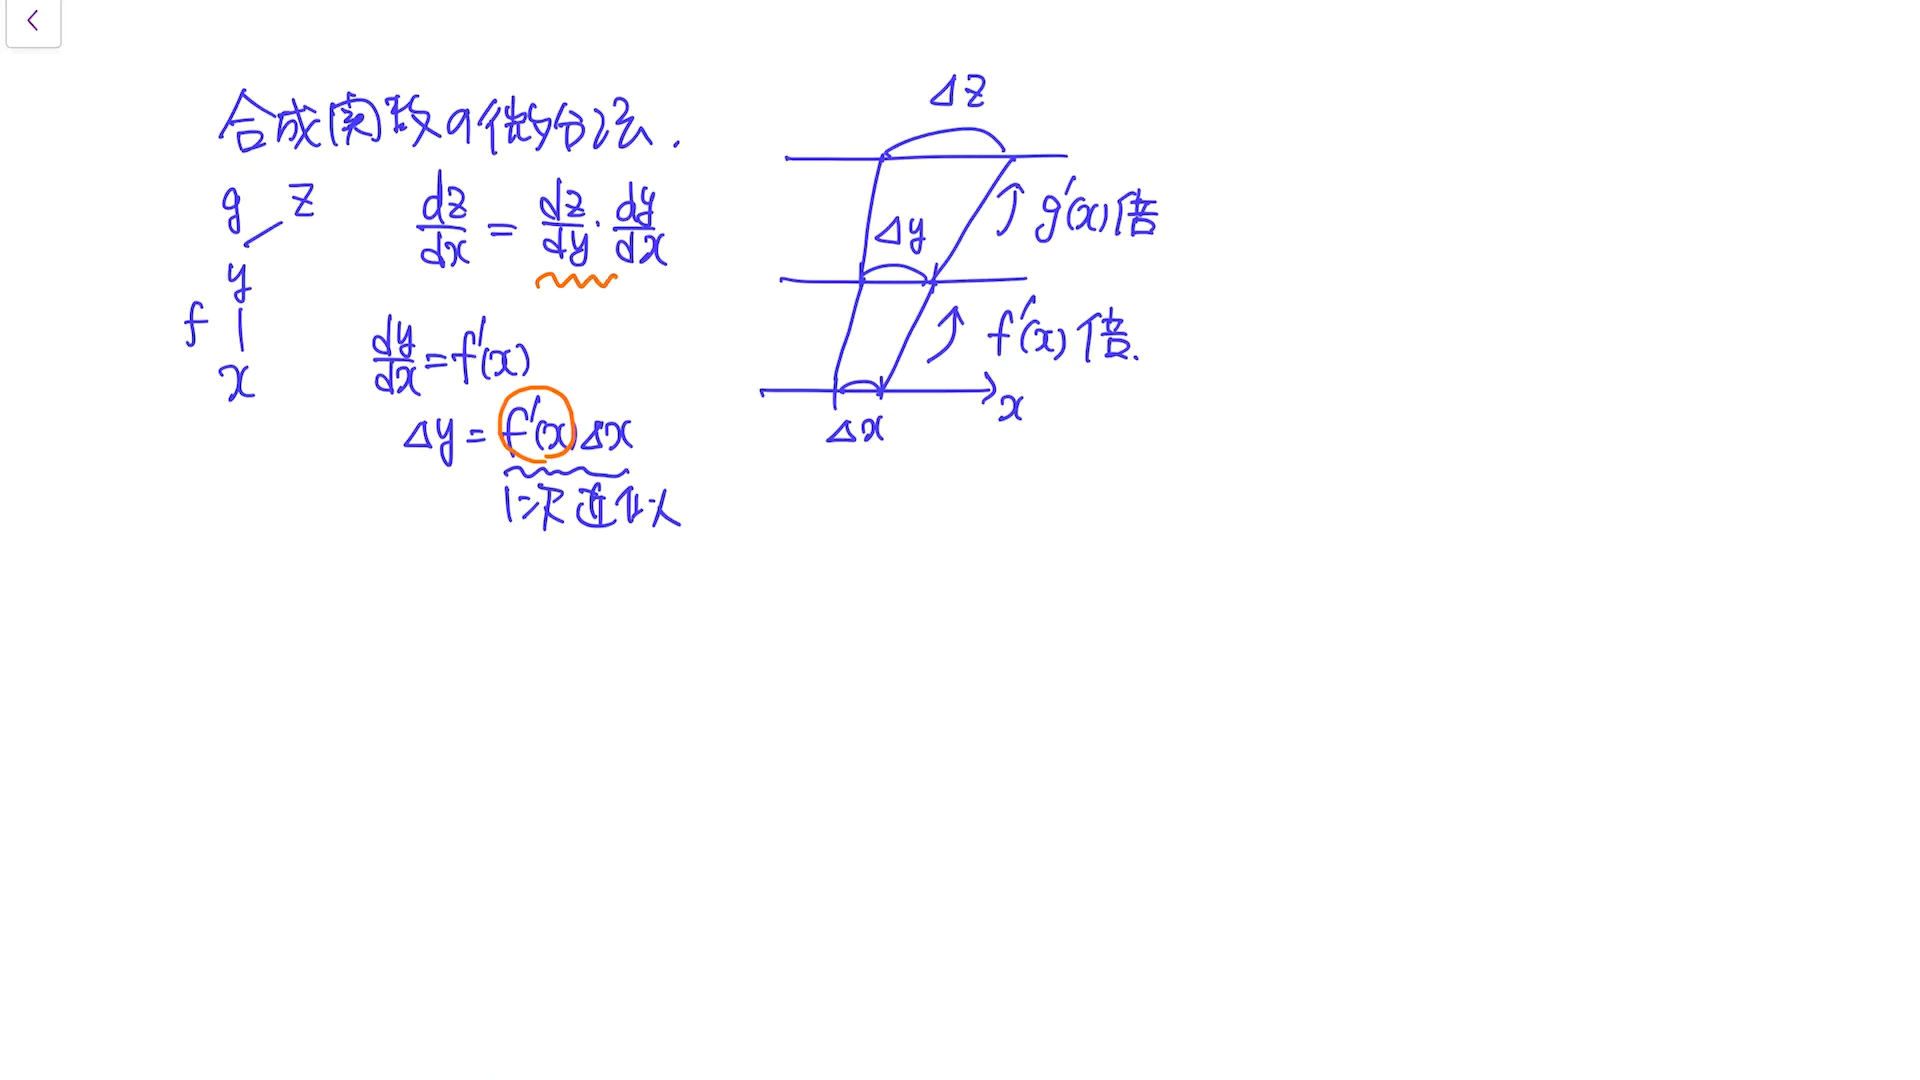 合成関数の微分法.
g z
y
f
x
dz/dx = dz/dy · dy/dx
dy/dx = f'(x)
Δy = f'(x)Δx
1次近似
Δz
g'(x)倍
Δy
f'(x)倍.
x
Δx